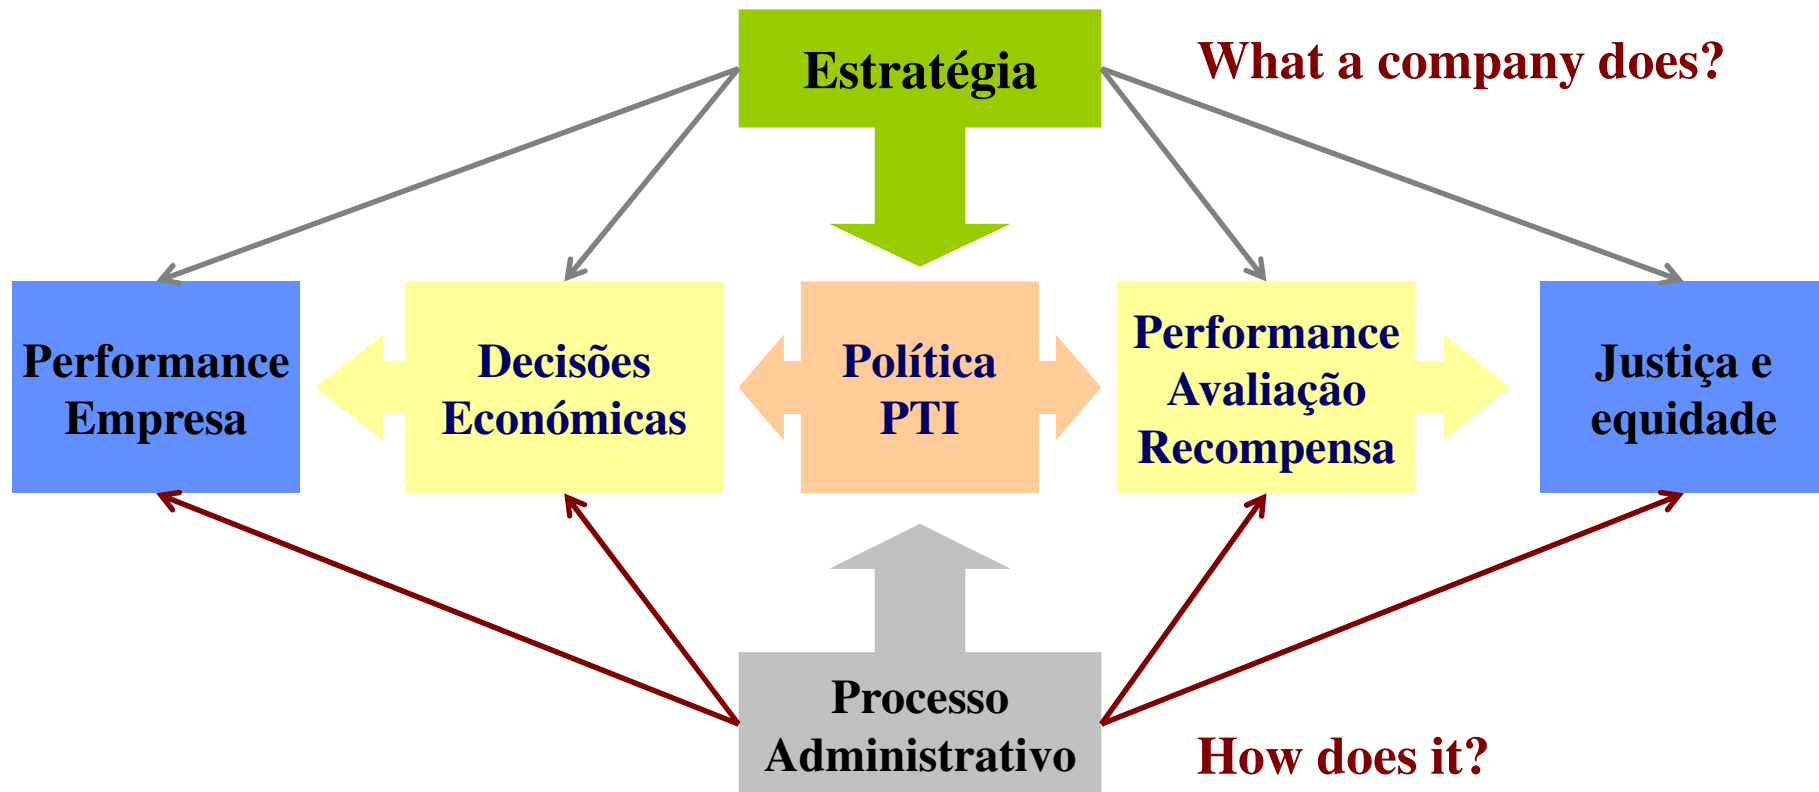 Estratégia
What a company does?
Performance
Empresa
Decisões
Económicas
Política
PTI
Performance
Avaliação
Recompensa
Justiça e
equidade
Processo
Administrativo
How does it?